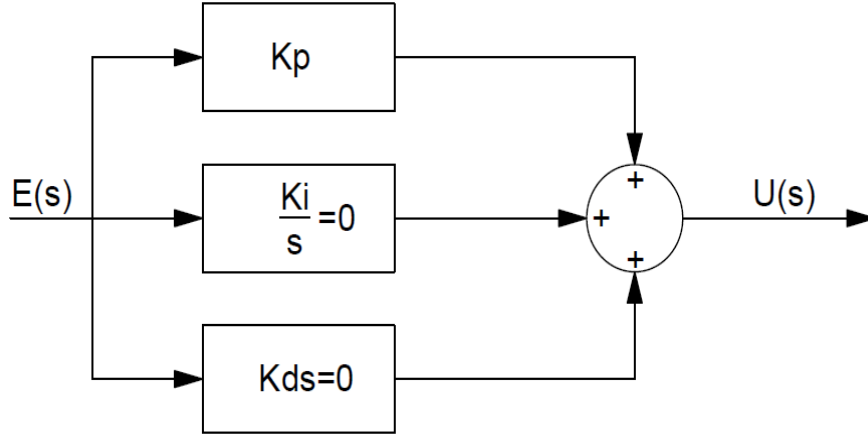 Kp
E(s)
Ki
s
=0
Kds=0
+
+
+
U(s)